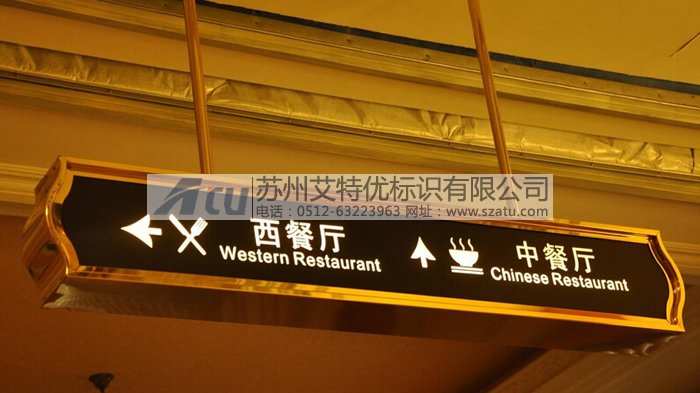 Atu 苏州艾特优标识有限公司
电话：0512-63223963 网址：www.szatu.com
西餐厅
Western Restaurant
中餐厅
Chinese Restaurant